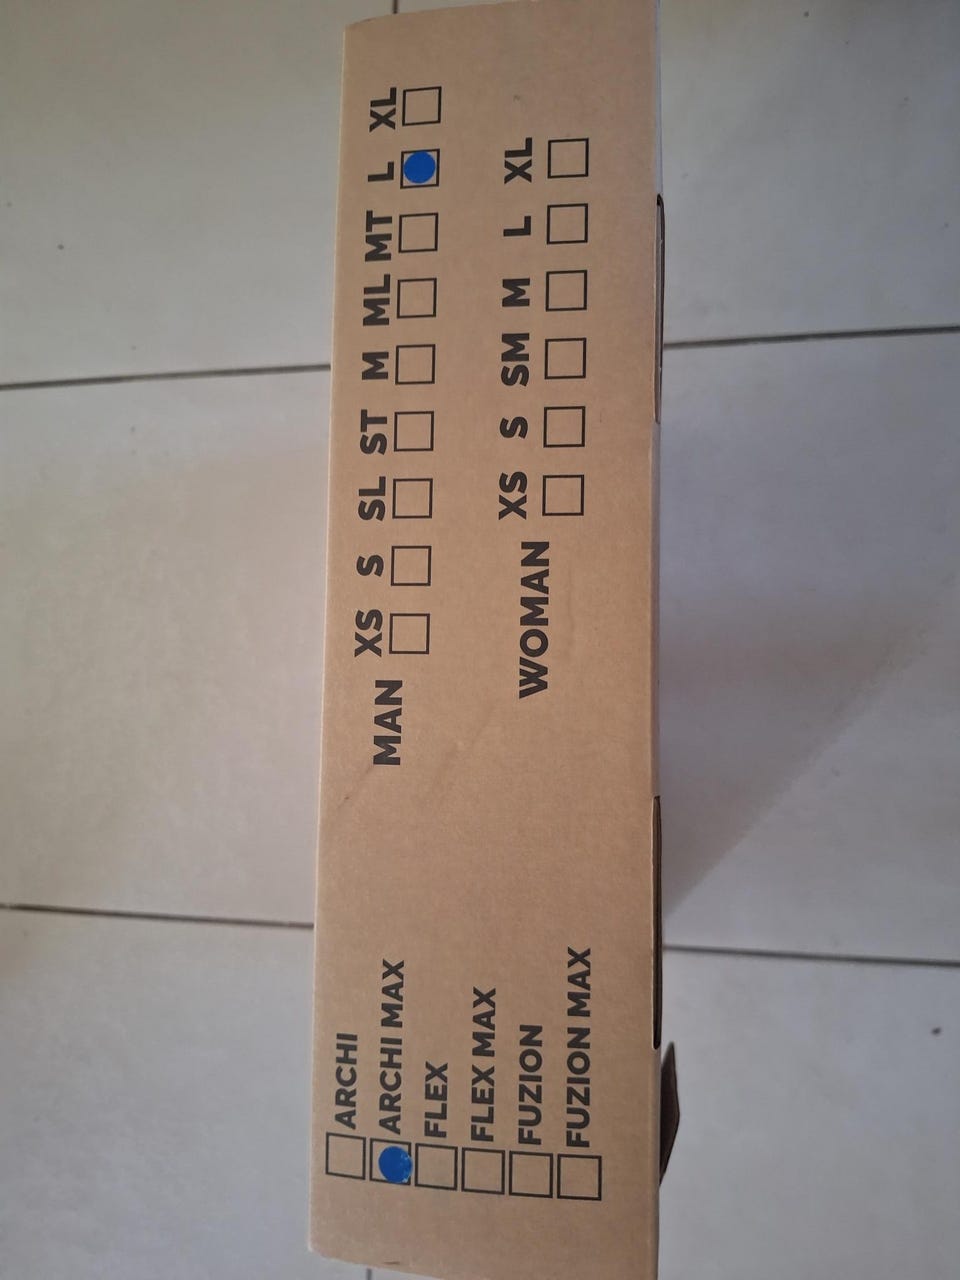 ARCHI
ARCHI MAX
FLEX
FLEX MAX
FUZION
FUZION MAX
MAN XS S SL ST M ML MT L XL
WOMAN XS S SM M L XL